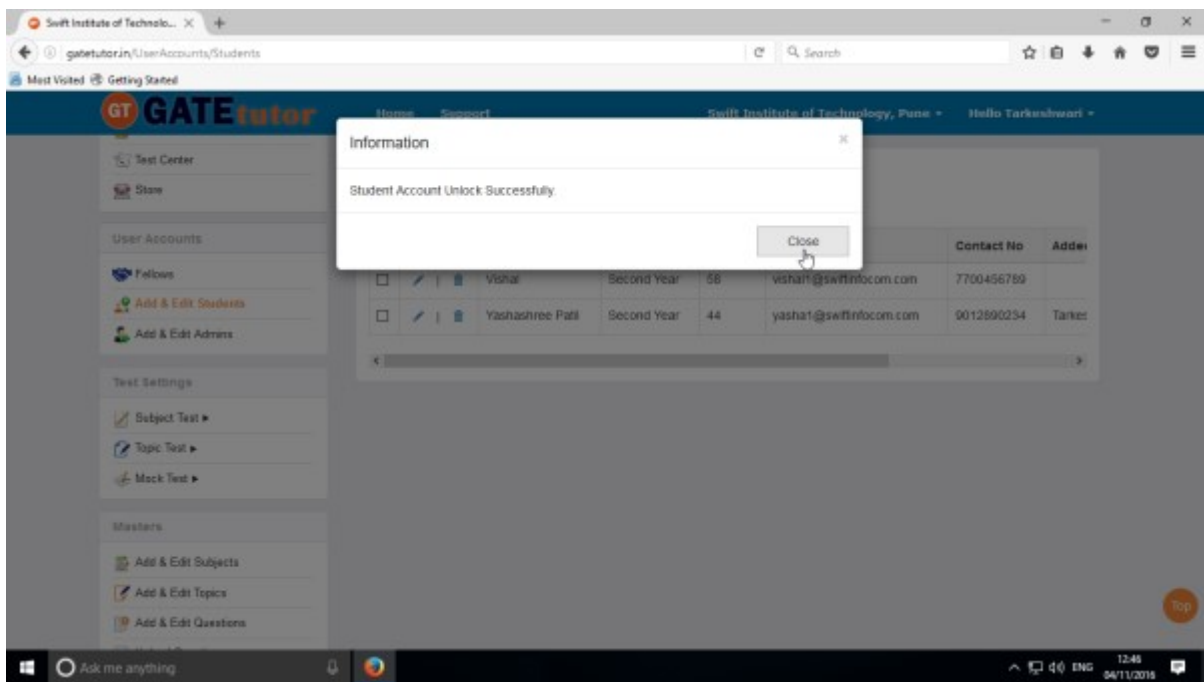 Swift Institute of Technolo...
gatetutor.in/UserAccounts/Students
Search
Most Visited
Getting Started
GT GATEtutor
Home
Support
Swift Institute of Technology, Pune
Hello Tarkeshwari
Information
Student Account Unlock Successfully.
Close
Test Center
Store
User Accounts
Fellows
Add & Edit Students
Add & Edit Admins
Test Settings
Subject Test
Topic Test
Mock Test
Masters
Add & Edit Subjects
Add & Edit Topics
Add & Edit Questions
Contact No
Vishal Second Year 58 vishal1@swiftinfocom.com 7700456789
Yashashree Patil Second Year 44 yasha1@swiftinfocom.com 9012890234 Tarkes
Top
Ask me anything
ENG
12:46
04/11/2016